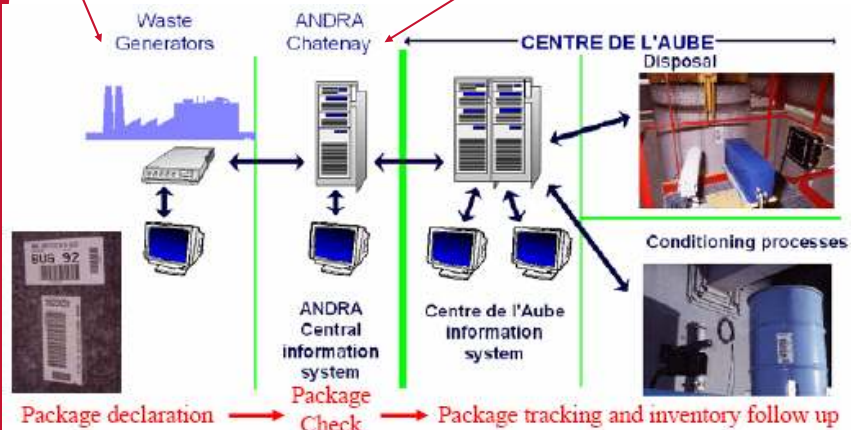 Waste
Generators
ANDRA
Chatenay
CENTRE DE L'AUBE
Disposal
BUG 92
Conditioning processes
ANDRA
Central
information
system
Centre de l'Aube
information
system
Package declaration
Package
Check
Package tracking and inventory follow up